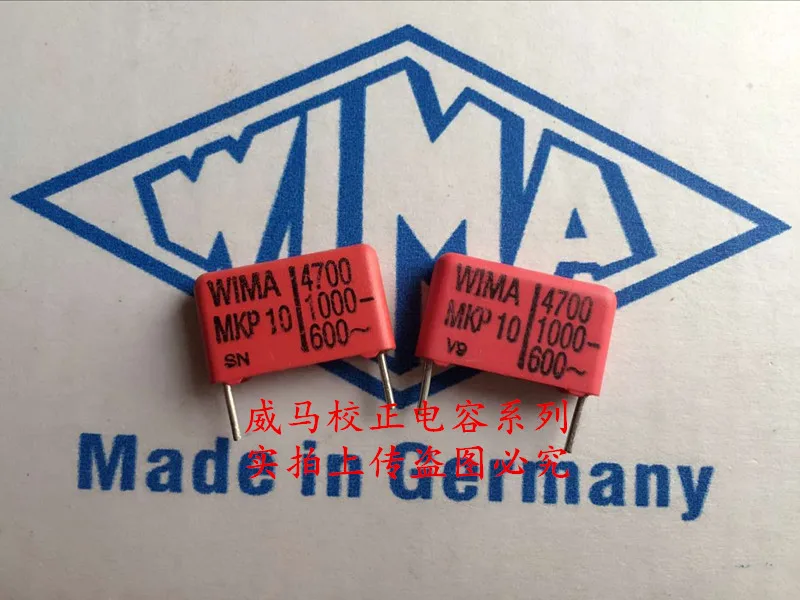 WIMA
WIMA
MKP 10
SN
4700
1000-
600~
WIMA
MKP 10
V9
4700
1000-
600~
威马校正电容系列
实拍上传盗图必究
Made in Germany